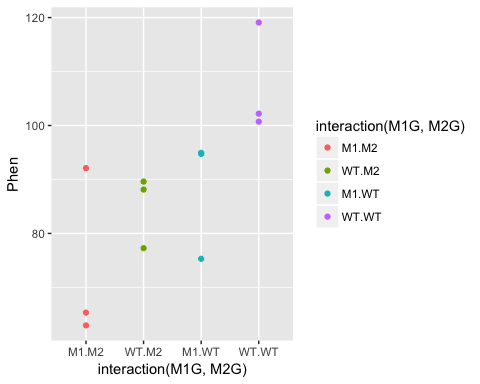 120
100
80
Phen
M1.M2 WT.M2 M1.WT WT.WT
interaction(M1G, M2G)
interaction(M1G, M2G)
M1.M2
WT.M2
M1.WT
WT.WT